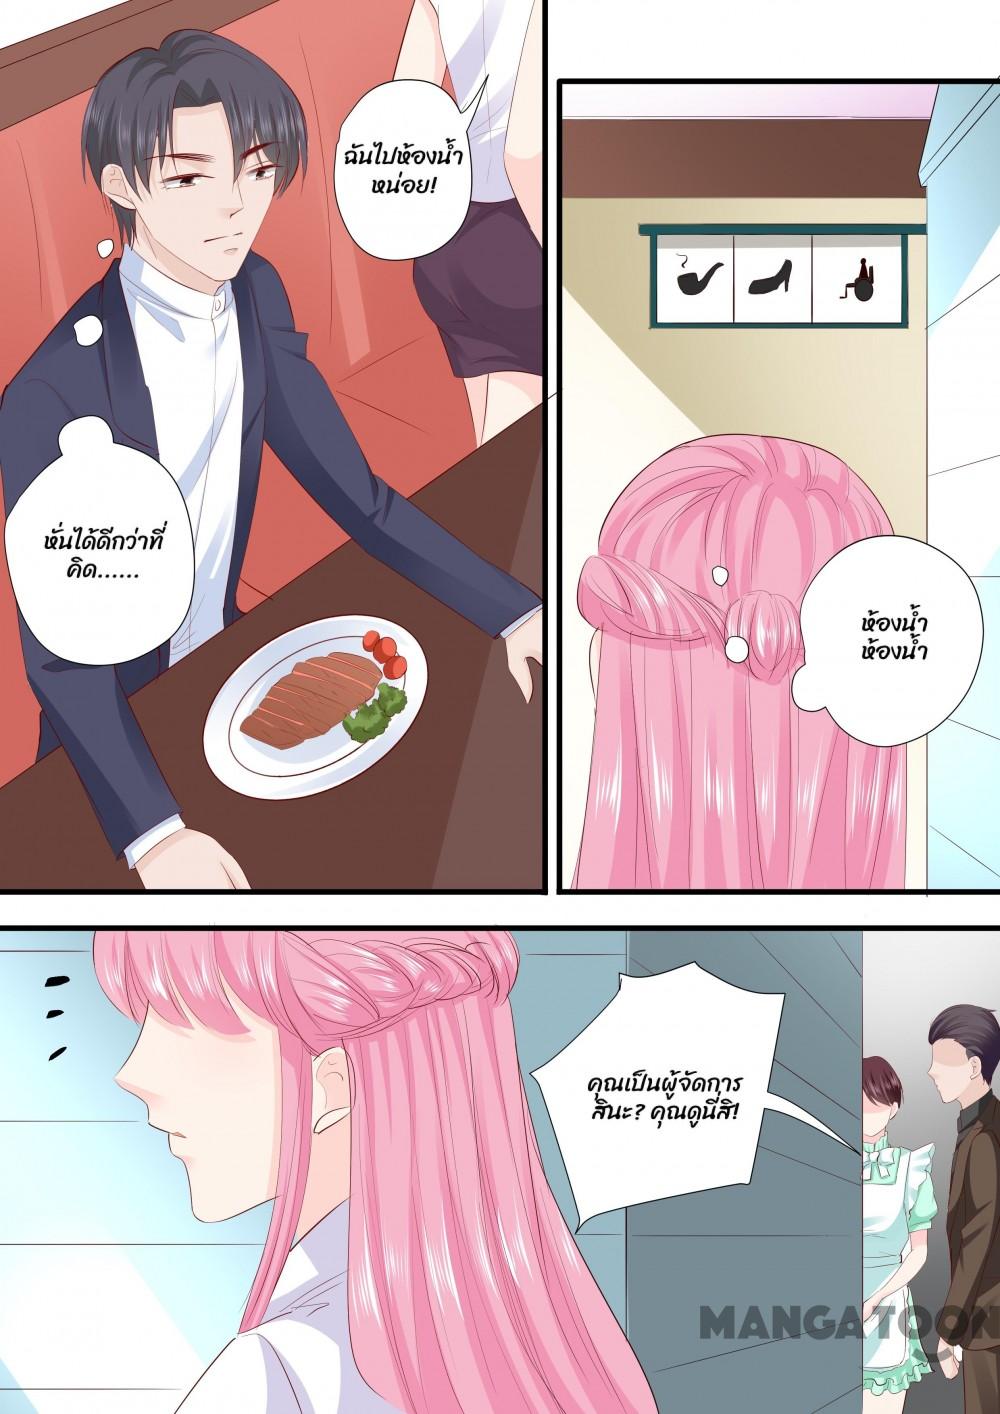 ฉันไปห้องน้ำ
หน่อย!
หั่นได้ดีกว่าที่
คิด......
ห้องน้ำ
ห้องน้ำ
คุณเป็นผู้จัดการ
สินะ? คุณดูนี่สิ!
MANGATOON